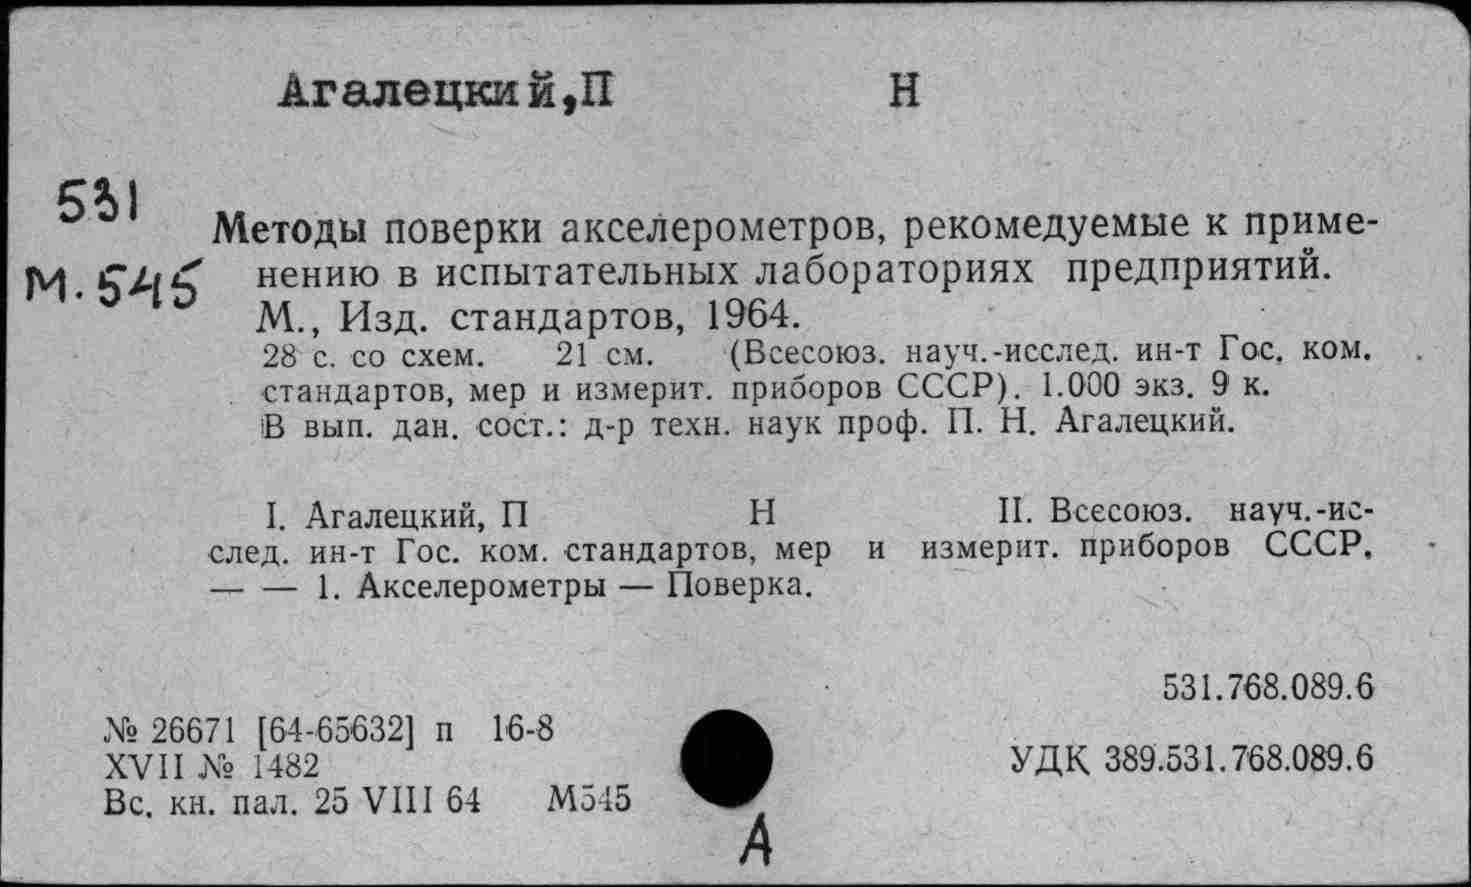 Агалецкий,П Н
531
Методы поверки акселерометров, рекомедуемые к приме-
М.545 нению в испытательных лабораториях предприятий.
М., Изд. стандартов, 1964.
28 с. со схем. 21 см. (Всесоюз. науч.-исслед. ин-т Гос. ком.
стандартов, мер и измерит. приборов СССР). 1.000 экз. 9 к.
В вып. дан. сост.: д-р техн. наук проф. П. Н. Агалецкий.
I. Агалецкий, П Н II. Всесоюз. науч.-ис-
след. ин-т Гос. ком. стандартов, мер и измерит. приборов СССР.
— — 1. Акселерометры — Поверка.
531.768.089.6
№ 26671 [64-65632] п 16-8
XVII № 1482
УДК 389.531.768.089.6
Вс. кн. пал. 25 VIII 64 М545
А